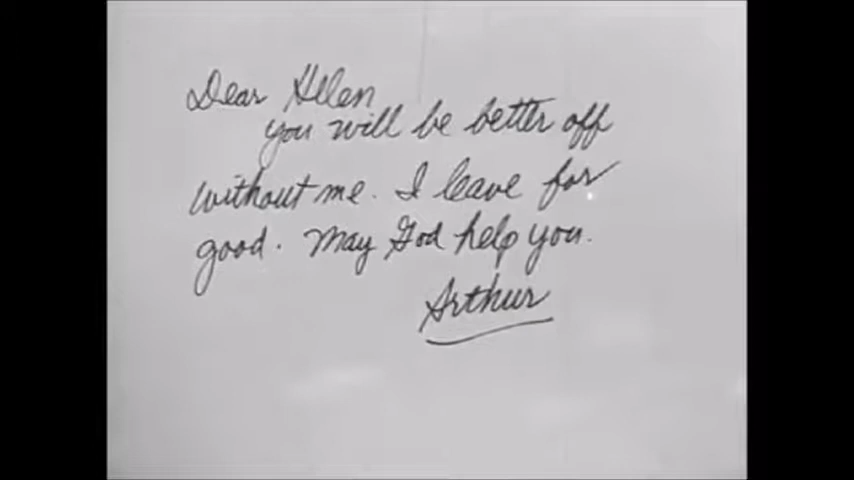 Dear Helen
you will be better off
without me. I leave for
good. May God help you.
Arthur